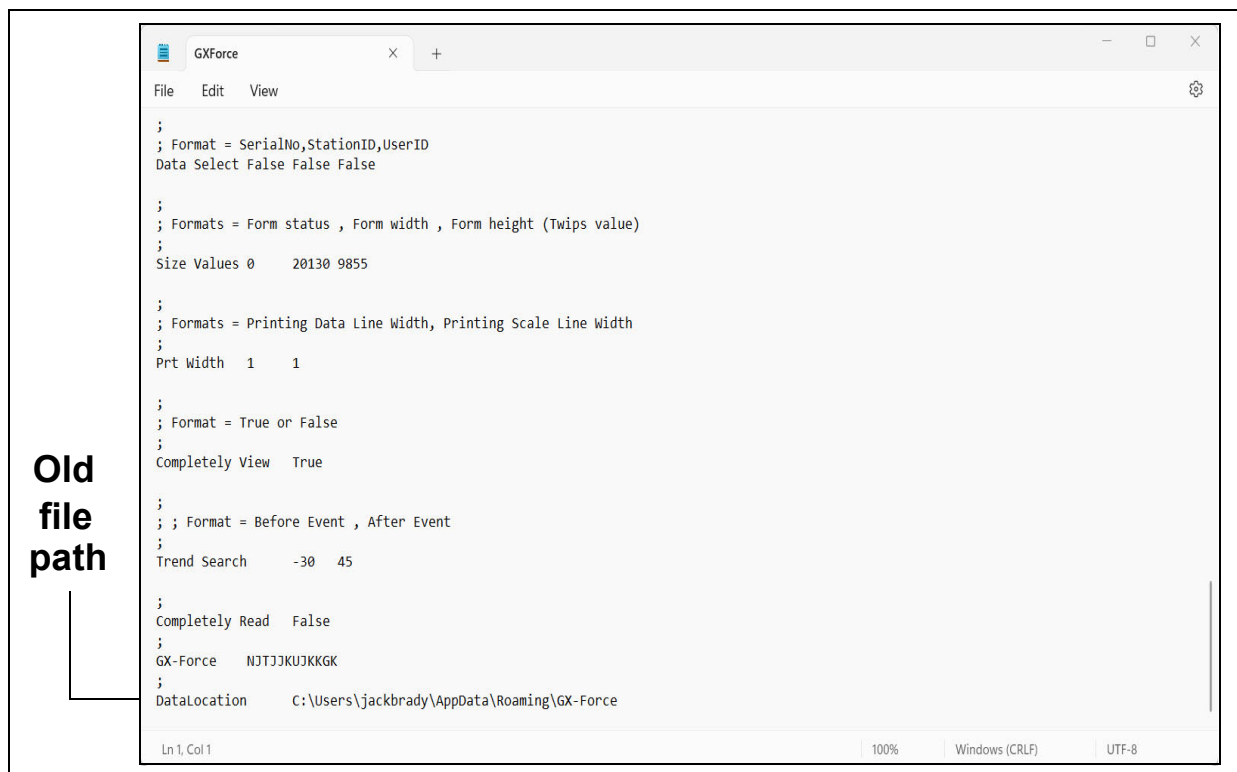 GXForce
File Edit View
;
; Format = SerialNo,StationID,UserID
Data Select False False False
;
; Formats = Form status , Form width , Form height (Twips value)
;
Size Values 0 20130 9855
;
; Formats = Printing Data Line Width, Printing Scale Line Width
;
Prt Width 1 1
;
; Format = True or False
;
Completely View True
;
; ; Format = Before Event , After Event
;
Trend Search -30 45
;
Completely Read False
;
GX-Force NJTJJKUJKKGK
;
DataLocation C:\Users\jackbrady\AppData\Roaming\GX-Force
Ln 1, Col 1 100% Windows (CRLF) UTF-8
Old
file
path